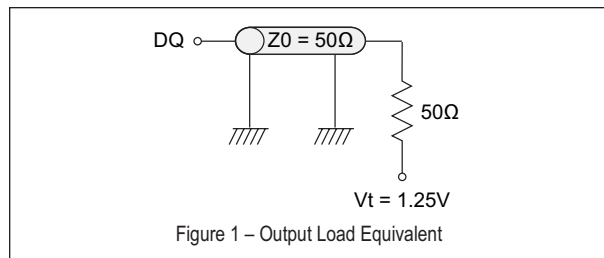 DQ
Z0 = 50Ω
50Ω
Vt = 1.25V
Figure 1 – Output Load Equivalent